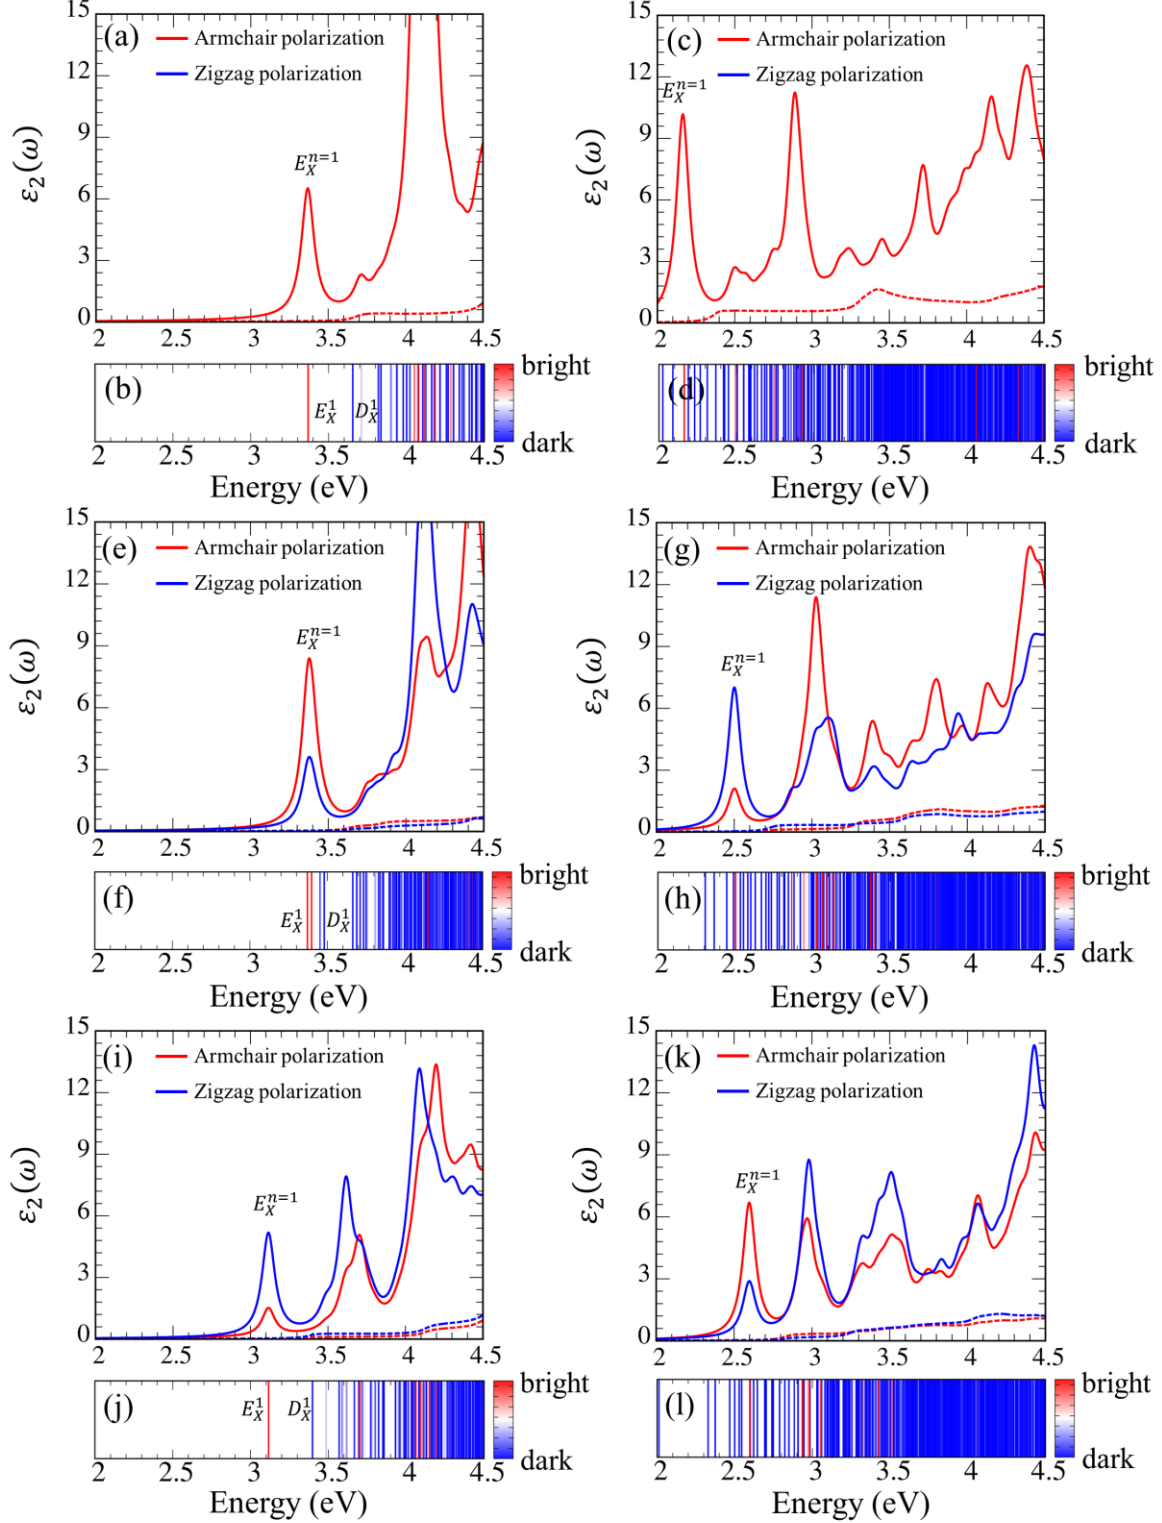 (a)
Armchair polarization
Zigzag polarization
E_X^{n=1}
ε₂(ω)
15
12
9
6
3
0
2 2.5 3 3.5 4 4.5
(b)
E_X^1 D_X^1
bright
dark
2 2.5 3 3.5 4 4.5
Energy (eV)
(c)
Armchair polarization
Zigzag polarization
E_X^{n=1}
ε₂(ω)
15
12
9
6
3
0
2 2.5 3 3.5 4 4.5
(d)
bright
dark
2 2.5 3 3.5 4 4.5
Energy (eV)
(e)
Armchair polarization
Zigzag polarization
E_X^{n=1}
ε₂(ω)
15
12
9
6
3
0
2 2.5 3 3.5 4 4.5
(f)
E_X^1 D_X^1
bright
dark
2 2.5 3 3.5 4 4.5
Energy (eV)
(g)
Armchair polarization
Zigzag polarization
E_X^{n=1}
ε₂(ω)
15
12
9
6
3
0
2 2.5 3 3.5 4 4.5
(h)
bright
dark
2 2.5 3 3.5 4 4.5
Energy (eV)
(i)
Armchair polarization
Zigzag polarization
E_X^{n=1}
ε₂(ω)
15
12
9
6
3
0
2 2.5 3 3.5 4 4.5
(j)
E_X^1 D_X^1
bright
dark
2 2.5 3 3.5 4 4.5
Energy (eV)
(k)
Armchair polarization
Zigzag polarization
E_X^{n=1}
ε₂(ω)
15
12
9
6
3
0
2 2.5 3 3.5 4 4.5
(l)
bright
dark
2 2.5 3 3.5 4 4.5
Energy (eV)